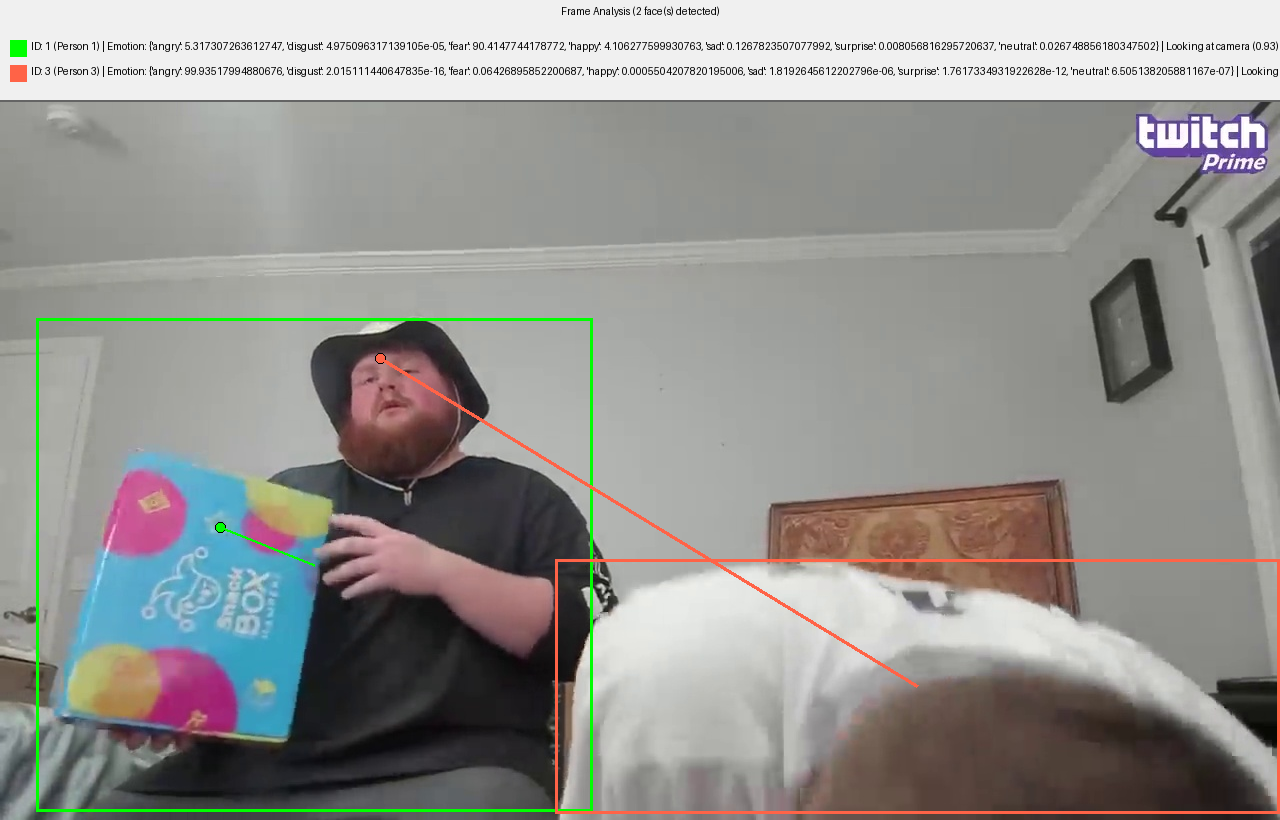 Frame Analysis (2 face(s) detected)
ID: 1 (Person 1) | Emotion: {'angry': 5.317307263612747, 'disgust': 4.975096317139105e-05, 'fear': 90.4147744178772, 'happy': 4.106277599930763, 'sad': 0.1267823507077992, 'surprise': 0.008056816295720637, 'neutral': 0.026748856180347502} | Looking at camera (0.93)
ID: 3 (Person 3) | Emotion: {'angry': 99.93517994880676, 'disgust': 2.015111440647835e-16, 'fear': 0.06426895852200687, 'happy': 0.0005504207820195006, 'sad': 1.8192645612202796e-06, 'surprise': 1.7617334931922628e-12, 'neutral': 6.505138205881167e-07} | Looking
twitch
Prime
Snack
BOX
HAMPER